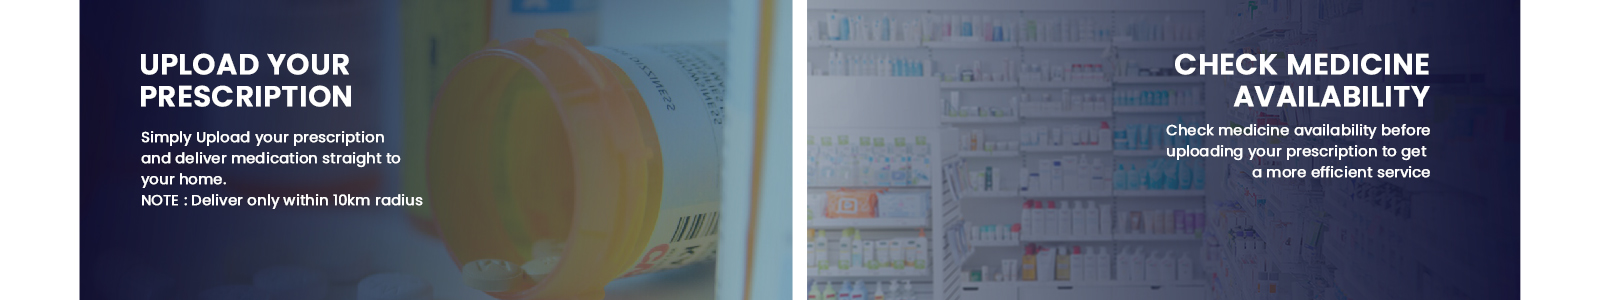 UPLOAD YOUR
PRESCRIPTION
Simply Upload your prescription
and deliver medication straight to
your home.
NOTE : Deliver only within 10km radius
CHECK MEDICINE
AVAILABILITY
Check medicine availability before
uploading your prescription to get
a more efficient service